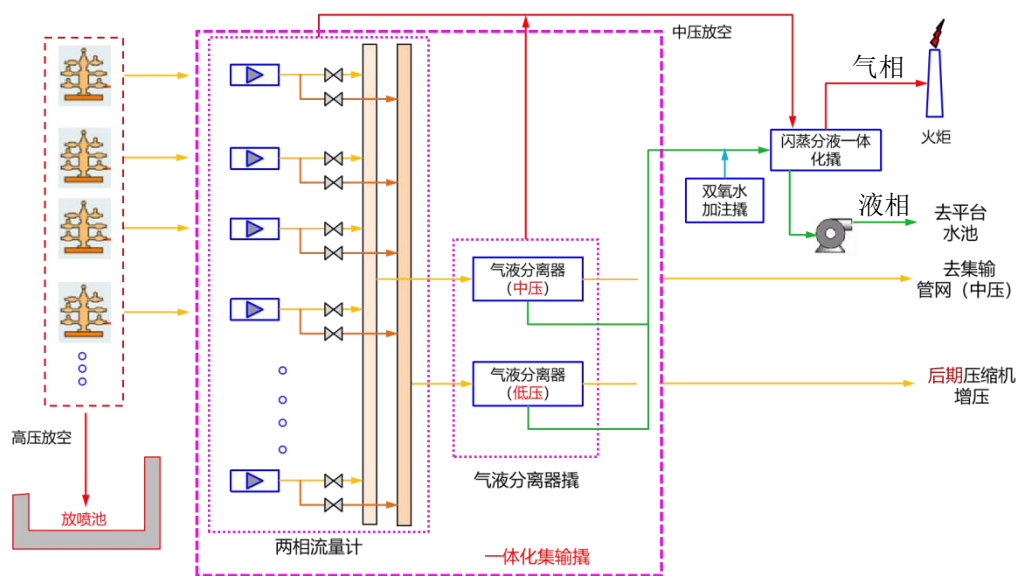 中压放空
气相
火炬
闪蒸分液一体
化撬
双氧水
加注撬
液相
去平台
水池
气液分离器
（中压）
去集输
管网（中压）
气液分离器
（低压）
后期压缩机
增压
高压放空
气液分离器撬
放喷池
两相流量计
一体化集输撬